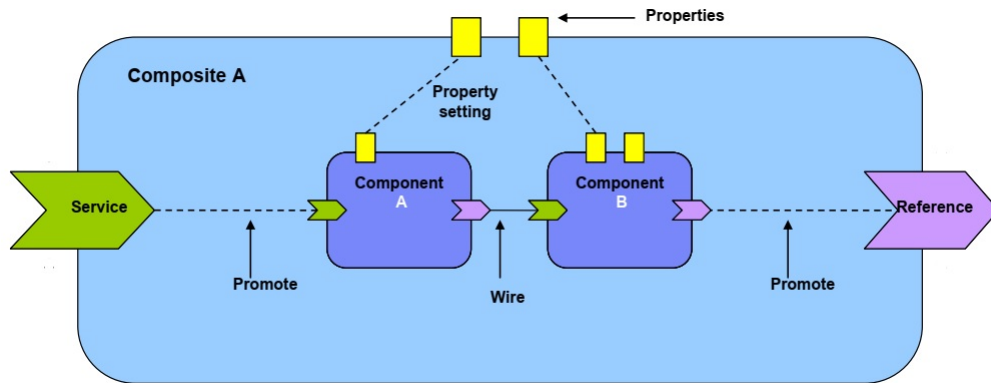 Properties
Composite A
Property
setting
Component
A
Component
B
Service
Reference
Promote
Wire
Promote